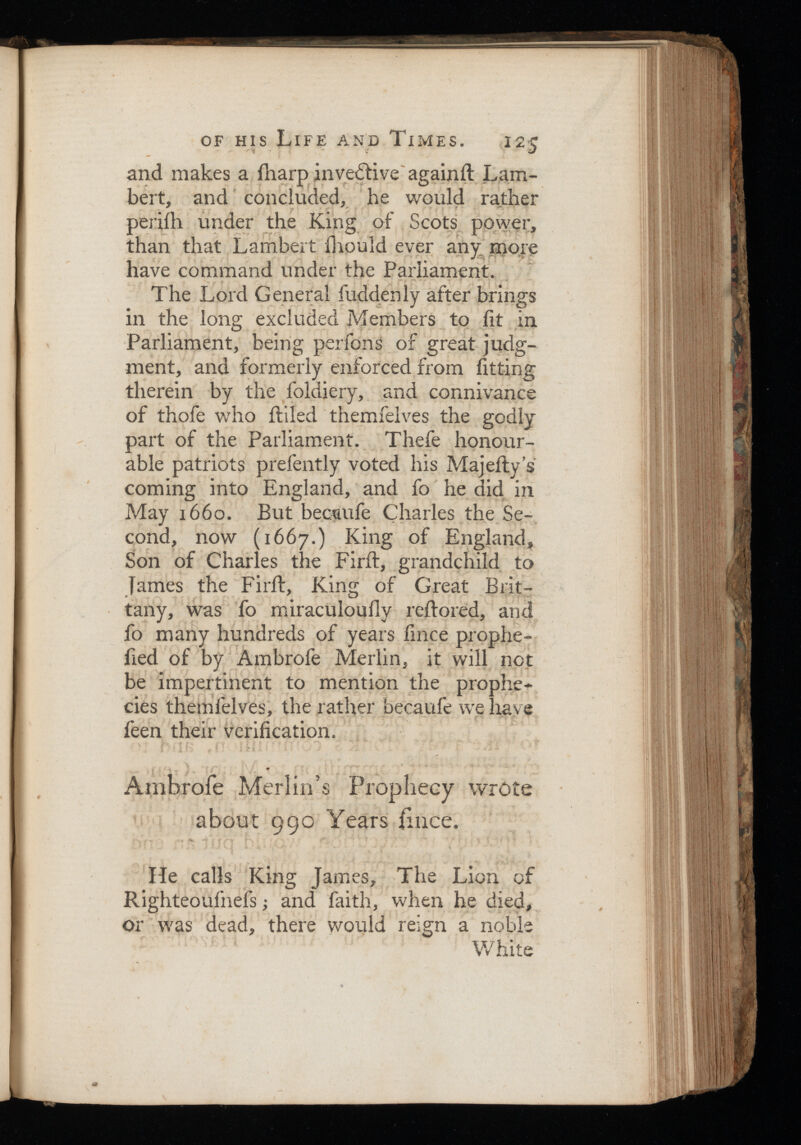 OF HIS LIFE AND TIMES. 125
and makes a ſharp invective againſt Lam-
bert, and concluded, he would rather
periſh under the King of Scots power,
than that Lambert ſhould ever any more
have command under the Parliament.
The Lord General ſuddenly after brings
in the long excluded Members to ſit in
Parliament, being perſons of great judg-
ment, and formerly enforced from ſitting
therein by the ſoldiery, and connivance
of thoſe who ſtiled themſelves the godly
part of the Parliament. Theſe honour-
able patriots preſently voted his Majeſty's
coming into England, and ſo he did in
May 1660. But becauſe Charles the Se-
cond, now (1667.) King of England,
Son of Charles the Firſt, grandchild to
James the Firſt, King of Great Brit-
tany, was ſo miraculouſly reſtored, and
ſo many hundreds of years ſince prophe-
ſied of by Ambroſe Merlin, it will not
be impertinent to mention the prophe-
cies themſelves, the rather becauſe we have
ſeen their verification.
Ambroſe Merlin's Prophecy wrote
about 990 Years ſince.
He calls King James, The Lion of
Righteouſneſs; and ſaith, when he died,
or was dead, there would reign a noble
White